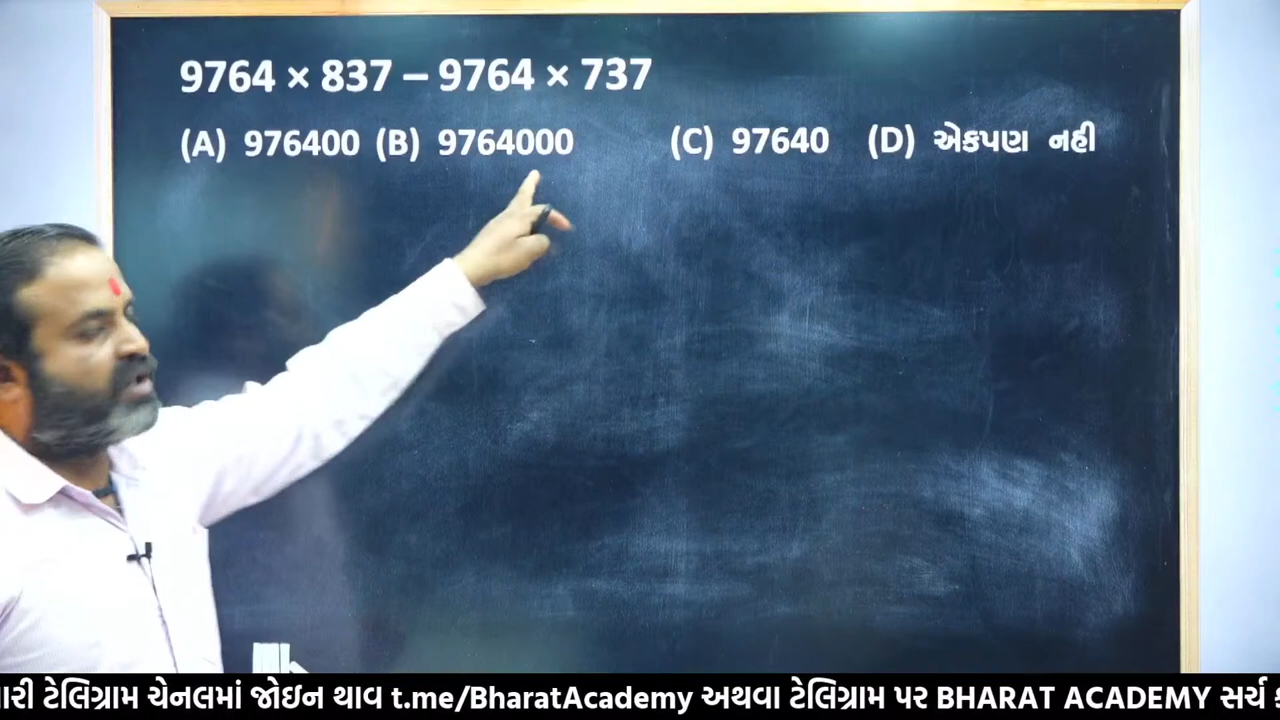 9764 × 837 – 9764 × 737
(A) 976400 (B) 9764000 (C) 97640 (D) એકપણ નહી
ટેલિગ્રામ ચેનલમાં જોઇન થાવ t.me/BharatAcademy અથવા ટેલિગ્રામ પર BHARAT ACADEMY સર્ચ